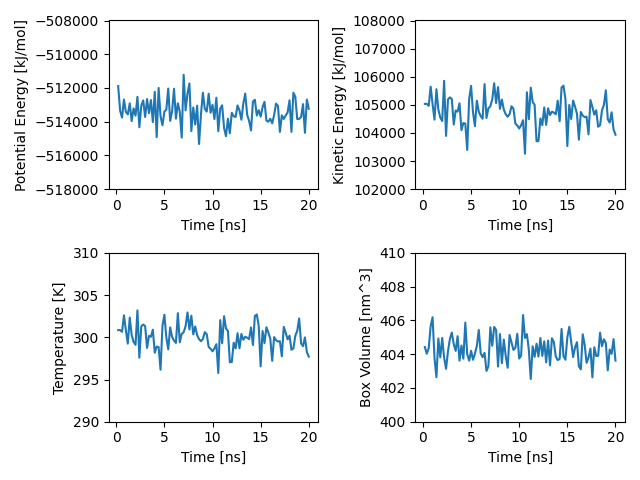 Potential Energy [kJ/mol]
−508000
−510000
−512000
−514000
−516000
−518000
0 5 10 15 20
Time [ns]
Kinetic Energy [kJ/mol]
108000
107000
106000
105000
104000
103000
102000
0 5 10 15 20
Time [ns]
Temperature [K]
310
305
300
295
290
0 5 10 15 20
Time [ns]
Box Volume [nm^3]
410
408
406
404
402
400
0 5 10 15 20
Time [ns]